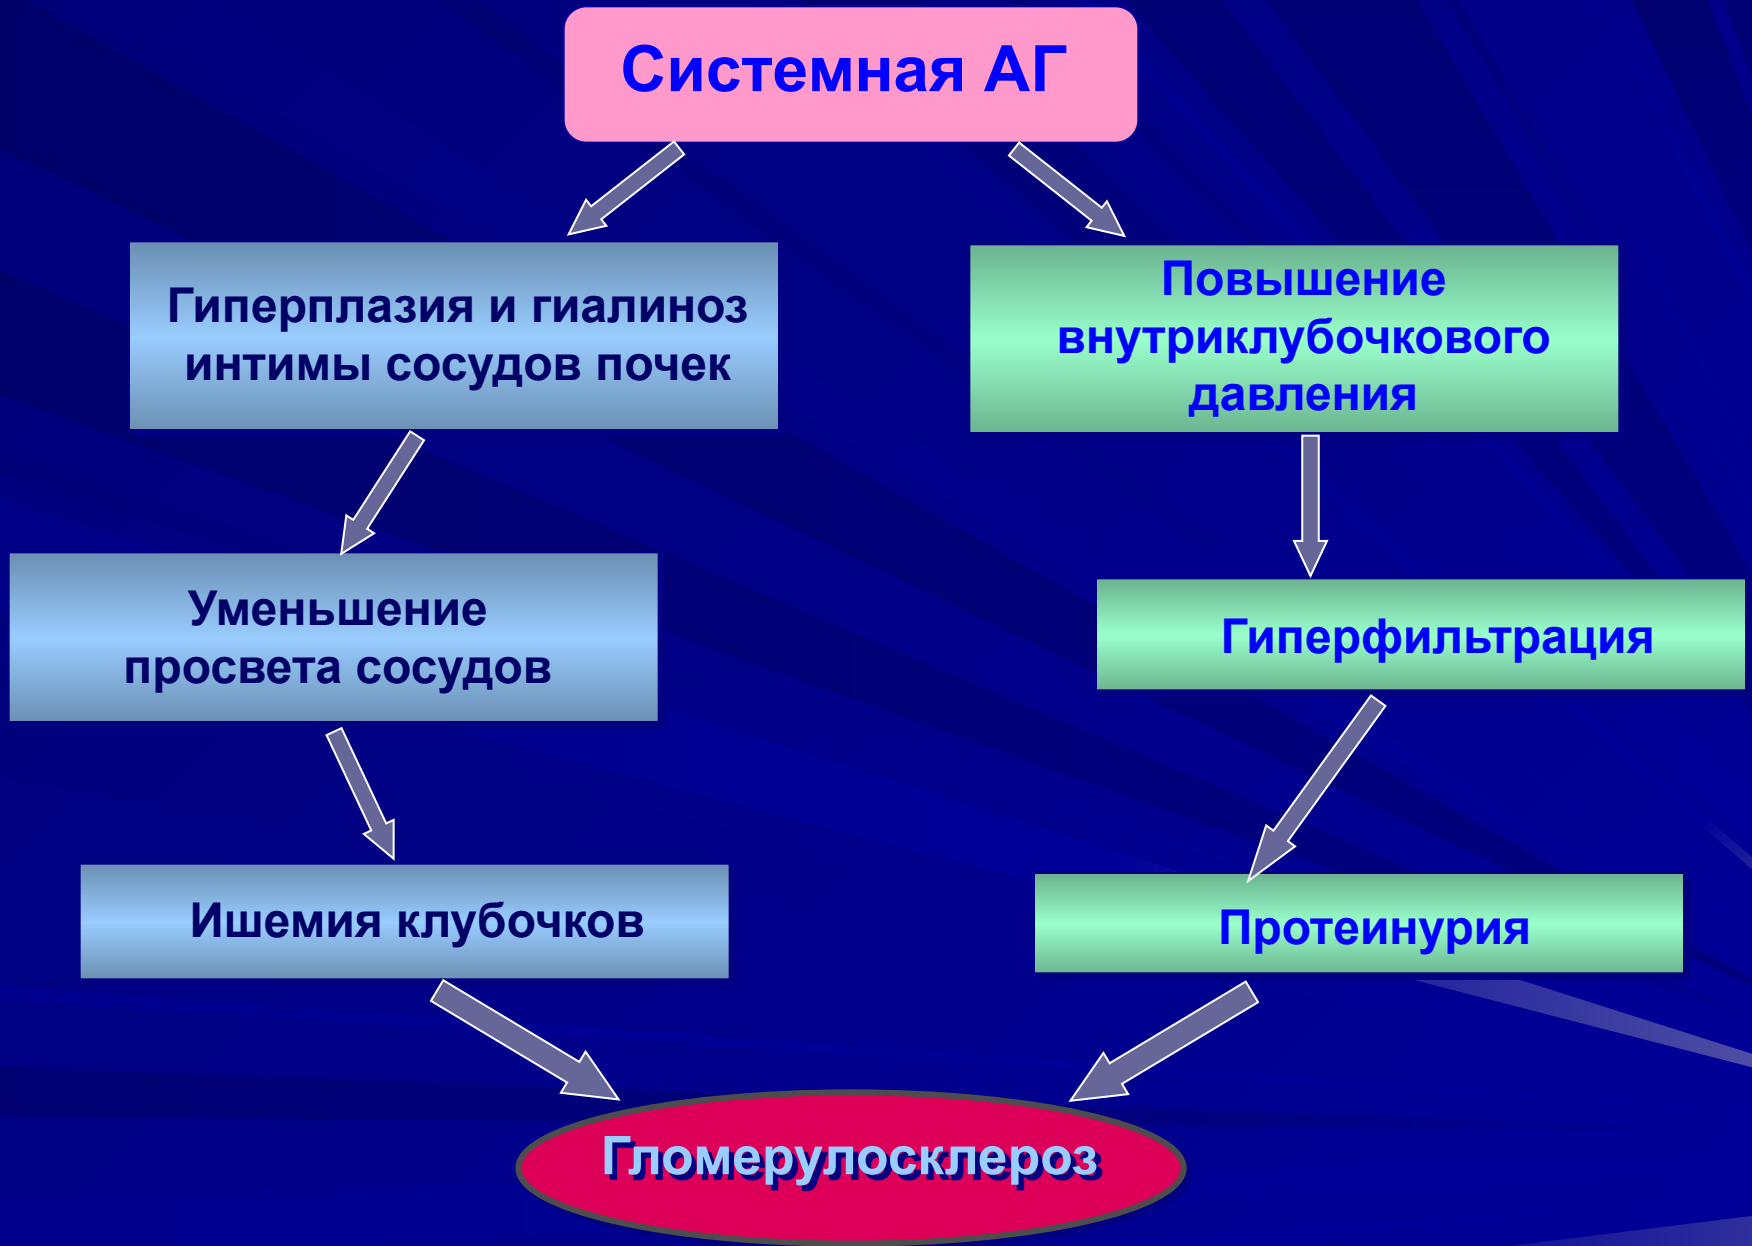 Системная АГ
Гиперплазия и гиалиноз
интимы сосудов почек
Повышение
внутриклубочкового
давления
Уменьшение
просвета сосудов
Гиперфильтрация
Ишемия клубочков
Протеинурия
Гломерулосклероз